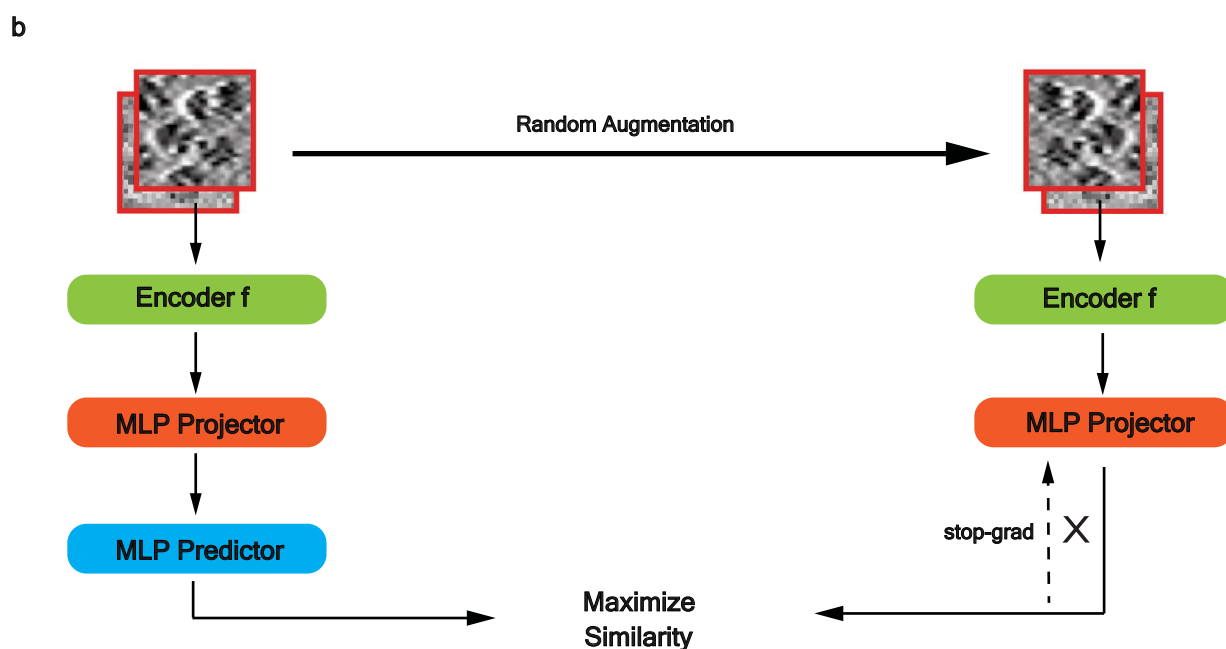 b
Random Augmentation
Encoder f
Encoder f
MLP Projector
MLP Projector
stop-grad
X
MLP Predictor
Maximize
Similarity